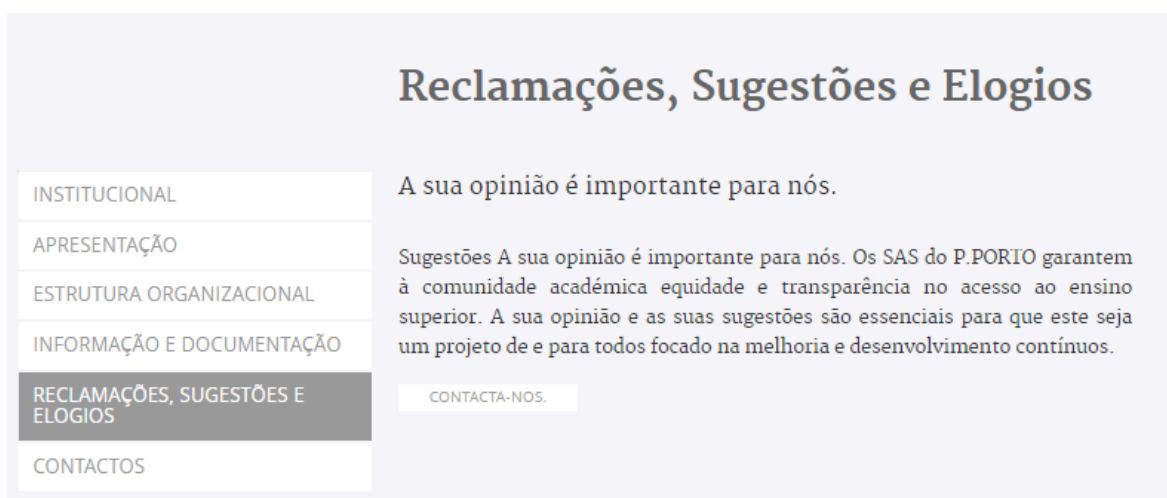 Reclamações, Sugestões e Elogios
INSTITUCIONAL
APRESENTAÇÃO
ESTRUTURA ORGANIZACIONAL
INFORMAÇÃO E DOCUMENTAÇÃO
RECLAMAÇÕES, SUGESTÕES E
ELOGIOS
CONTACTOS
A sua opinião é importante para nós.
Sugestões A sua opinião é importante para nós. Os SAS do P.PORTO garantem
à comunidade académica equidade e transparência no acesso ao ensino
superior. A sua opinião e as suas sugestões são essenciais para que este seja
um projeto de e para todos focado na melhoria e desenvolvimento contínuos.
CONTACTA-NOS.